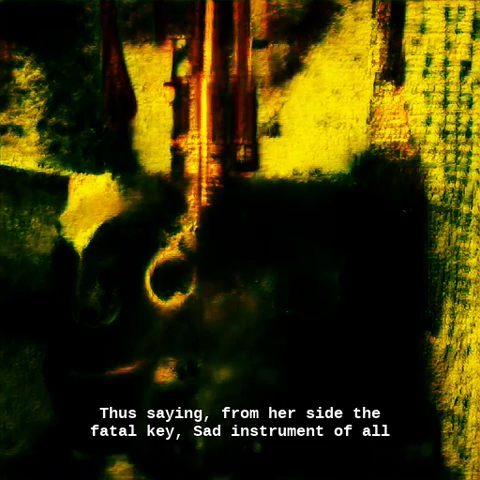 Thus saying, from her side the
fatal key, Sad instrument of all